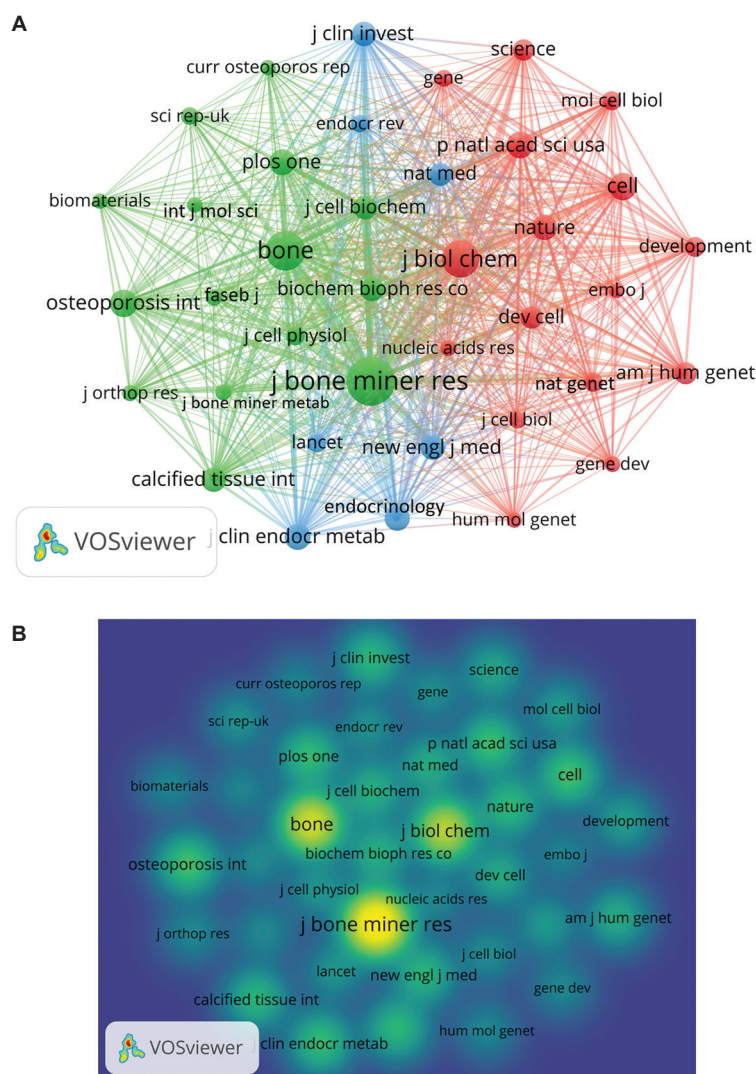 A
j clin invest
science
curr osteoporos rep
gene
mol cell biol
sci rep-uk
endocr rev
p natl acad sci usa
plos one
nat med
cell
biomaterials
int j mol sci
j cell biochem
nature
bone
j biol chem
development
osteoporosis int
faseb j
biochem bioph res co
embo j
dev cell
j cell physiol
nucleic acids res
j bone miner res
nat genet
am j hum genet
j orthop res
j bone miner metab
j cell biol
lancet
new engl j med
calcified tissue int
gene dev
endocrinology
hum mol genet
VOSviewer
j clin endocr metab
B
j clin invest
science
curr osteoporos rep
gene
mol cell biol
sci rep-uk
endocr rev
p natl acad sci usa
plos one
nat med
cell
biomaterials
j cell biochem
nature
bone
j biol chem
development
biochem bioph res co
embo j
osteoporosis int
dev cell
j cell physiol
nucleic acids res
j bone miner res
am j hum genet
j orthop res
j cell biol
lancet
new engl j med
calcified tissue int
gene dev
hum mol genet
VOSviewer
j clin endocr metab